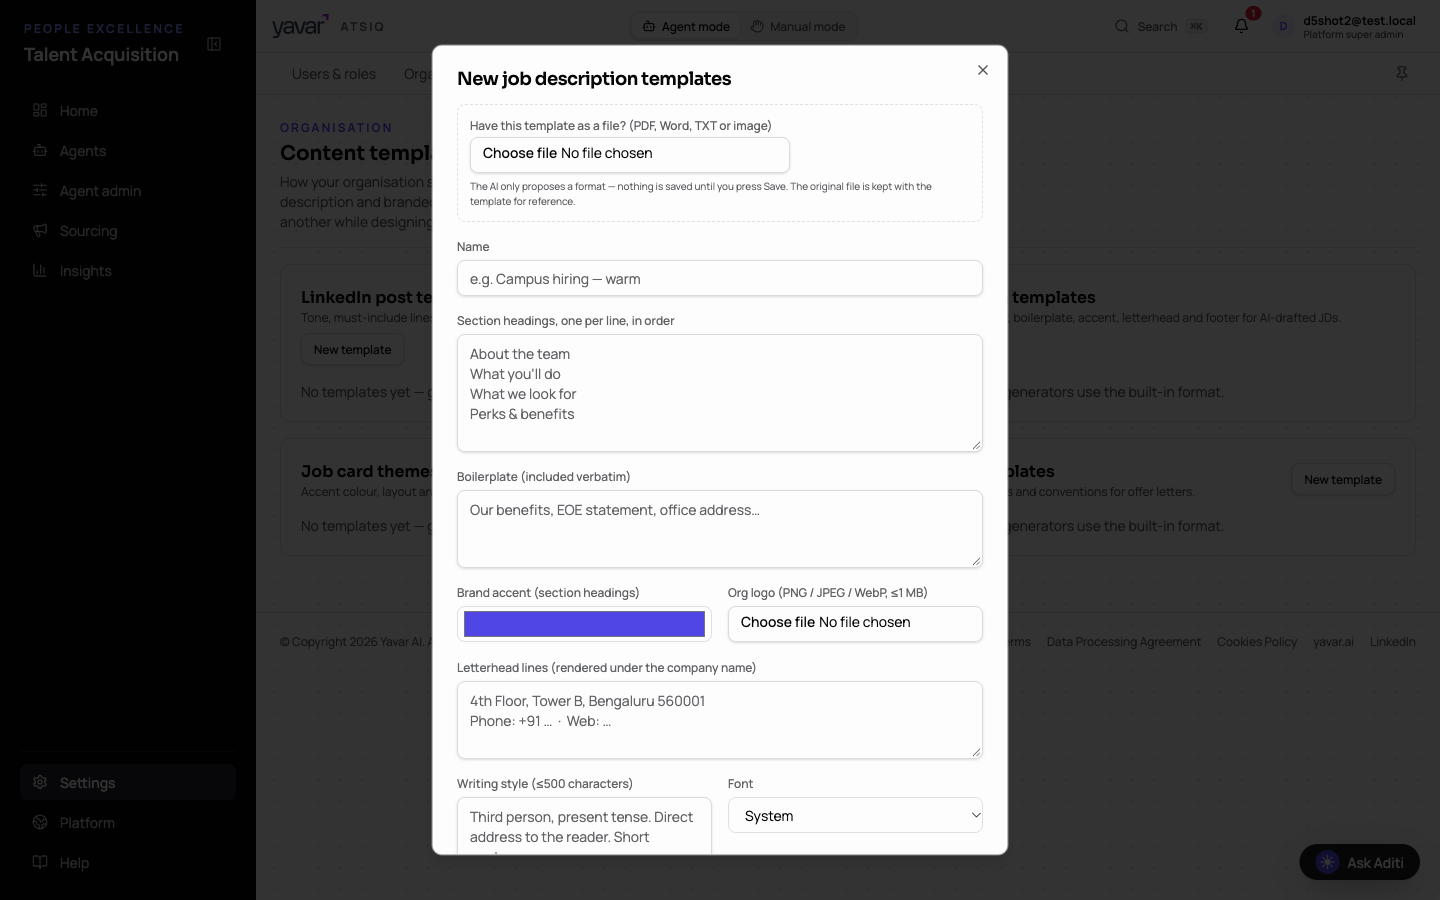 PEOPLE EXCELLENCE
Talent Acquisition
Home
Agents
Agent admin
Sourcing
Insights
Settings
Platform
Help
yavar ATSIQ
Agent mode
Manual mode
Search ⌘K
1
D
d5shot2@test.local
Platform super admin
Users & roles
Orga
ORGANISATION
Content templ
How your organisation s
description and brande
another while designing
LinkedIn post te
Tone, must-include line
New template
No templates yet — g
templates
, boilerplate, accent, letterhead and footer for AI-drafted JDs.
generators use the built-in format.
Job card theme
Accent colour, layout an
No templates yet — g
plates
s and conventions for offer letters.
New template
generators use the built-in format.
© Copyright 2026 Yavar AI. A
rms
Data Processing Agreement
Cookies Policy
yavar.ai
LinkedIn
Ask Aditi
New job description templates
Have this template as a file? (PDF, Word, TXT or image)
Choose file No file chosen
The AI only proposes a format — nothing is saved until you press Save. The original file is kept with the
template for reference.
Name
e.g. Campus hiring — warm
Section headings, one per line, in order
About the team
What you'll do
What we look for
Perks & benefits
Boilerplate (included verbatim)
Our benefits, EOE statement, office address…
Brand accent (section headings)
Org logo (PNG / JPEG / WebP, ≤1 MB)
Choose file No file chosen
Letterhead lines (rendered under the company name)
4th Floor, Tower B, Bengaluru 560001
Phone: +91 … · Web: …
Writing style (≤500 characters)
Third person, present tense. Direct
address to the reader. Short
Font
System